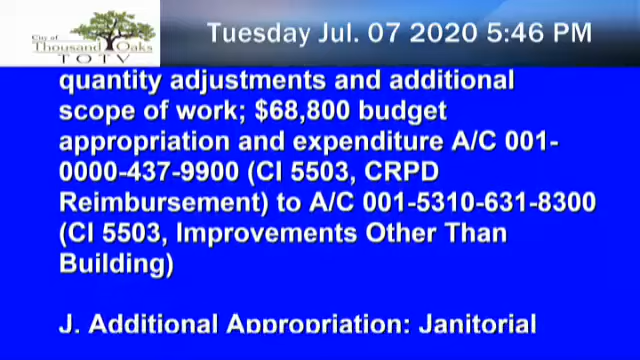 City of
Thousand Oaks
TOTV
Tuesday Jul. 07 2020 5:46 PM
quantity adjustments and additional
scope of work; $68,800 budget
appropriation and expenditure A/C 001-
0000-437-9900 (CI 5503, CRPD
Reimbursement) to A/C 001-5310-631-8300
(CI 5503, Improvements Other Than
Building)
J. Additional Appropriation: Janitorial